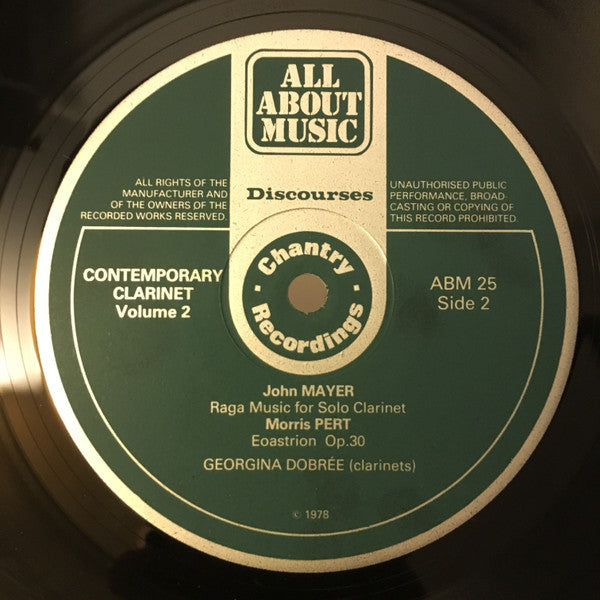 ALL
ABOUT
MUSIC
ALL RIGHTS OF THE
MANUFACTURER AND
OF THE OWNERS OF THE
RECORDED WORKS RESERVED.
Discourses
UNAUTHORISED PUBLIC
PERFORMANCE, BROAD-
CASTING OR COPYING OF
THIS RECORD PROHIBITED.
CONTEMPORARY
CLARINET
Volume 2
· Chantry ·
Recordings
ABM 25
Side 2
John MAYER
Raga Music for Solo Clarinet
Morris PERT
Eoastrion Op.30
GEORGINA DOBRÉE (clarinets)
© 1978